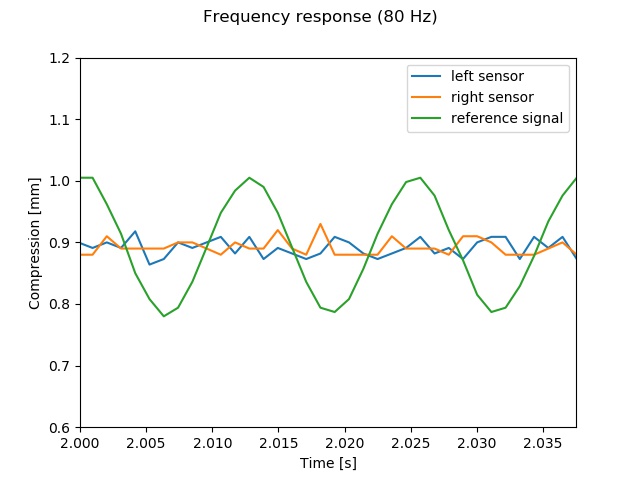 Frequency response (80 Hz)
left sensor
right sensor
reference signal
1.2
1.1
1.0
0.9
0.8
0.7
0.6
Compression [mm]
2.000 2.005 2.010 2.015 2.020 2.025 2.030 2.035
Time [s]